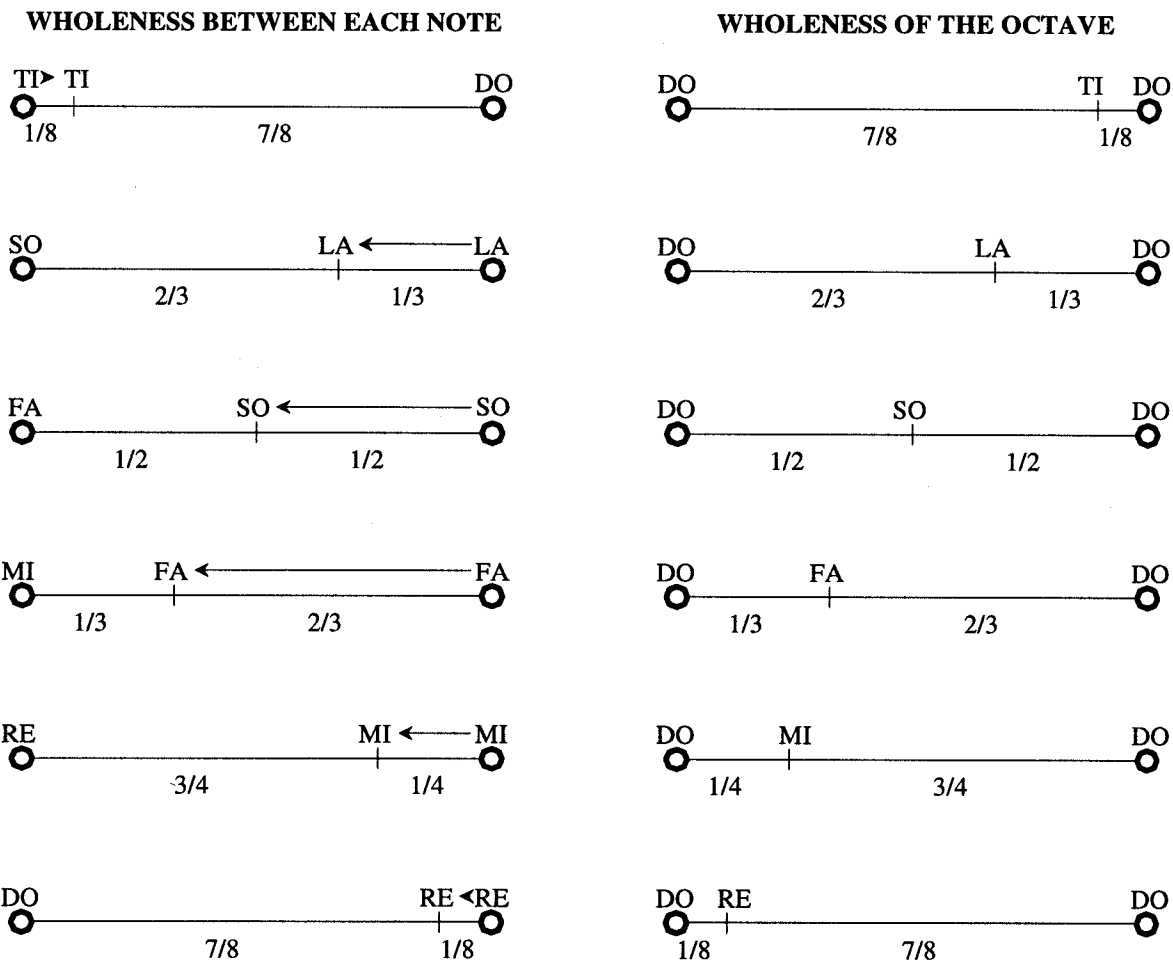 WHOLENESS BETWEEN EACH NOTE
TI TI DO
1/8 7/8
SO LA LA
2/3 1/3
FA SO SO
1/2 1/2
MI FA FA
1/3 2/3
RE MI MI
3/4 1/4
DO RE RE
7/8 1/8
WHOLENESS OF THE OCTAVE
DO TI DO
7/8 1/8
DO LA DO
2/3 1/3
DO SO DO
1/2 1/2
DO FA DO
1/3 2/3
DO MI DO
1/4 3/4
DO RE DO
1/8 7/8